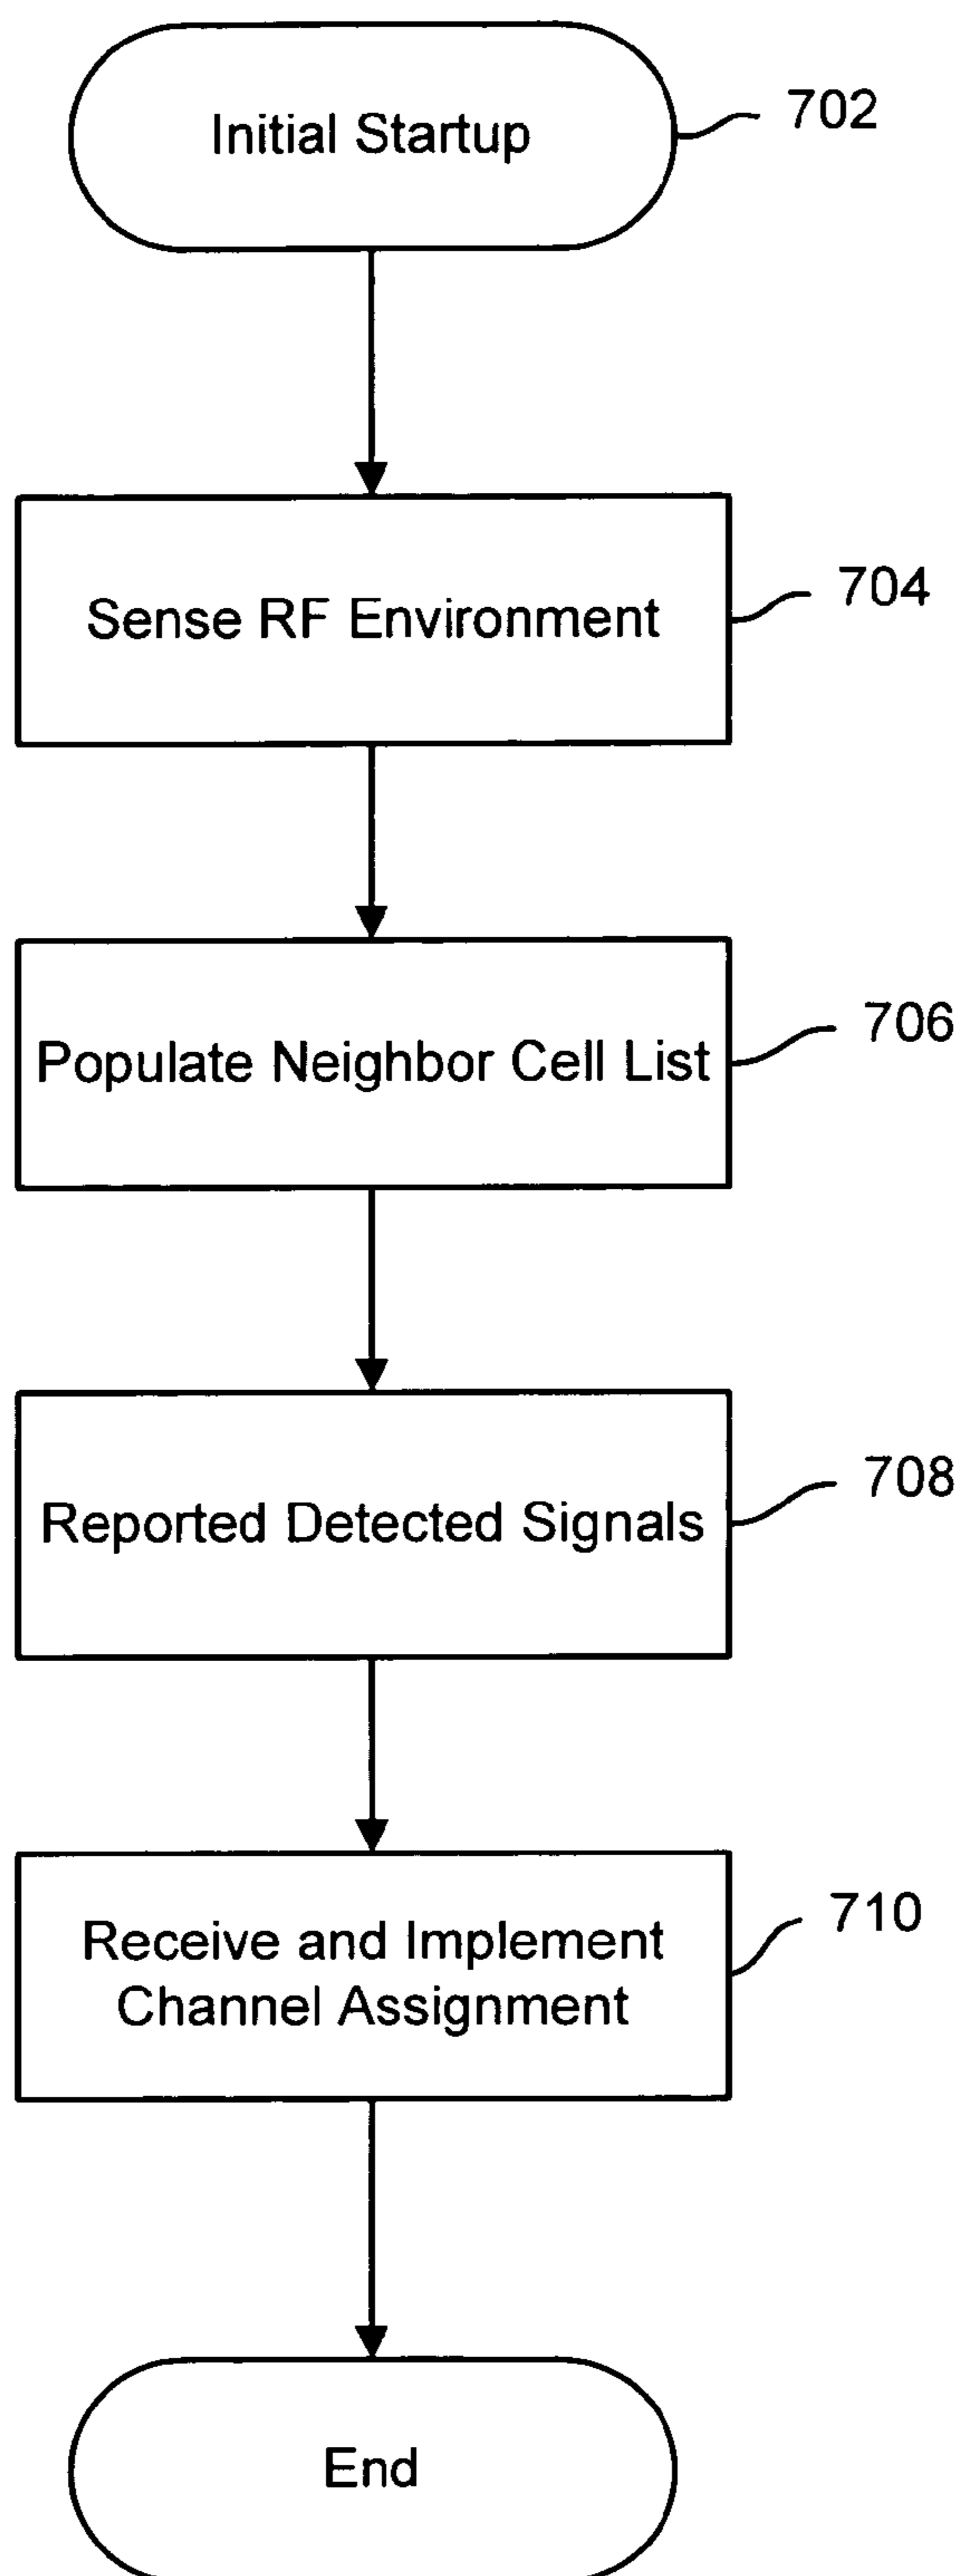 Initial Startup
702
Sense RF Environment
704
Populate Neighbor Cell List
706
Reported Detected Signals
708
Receive and Implement
Channel Assignment
710
End